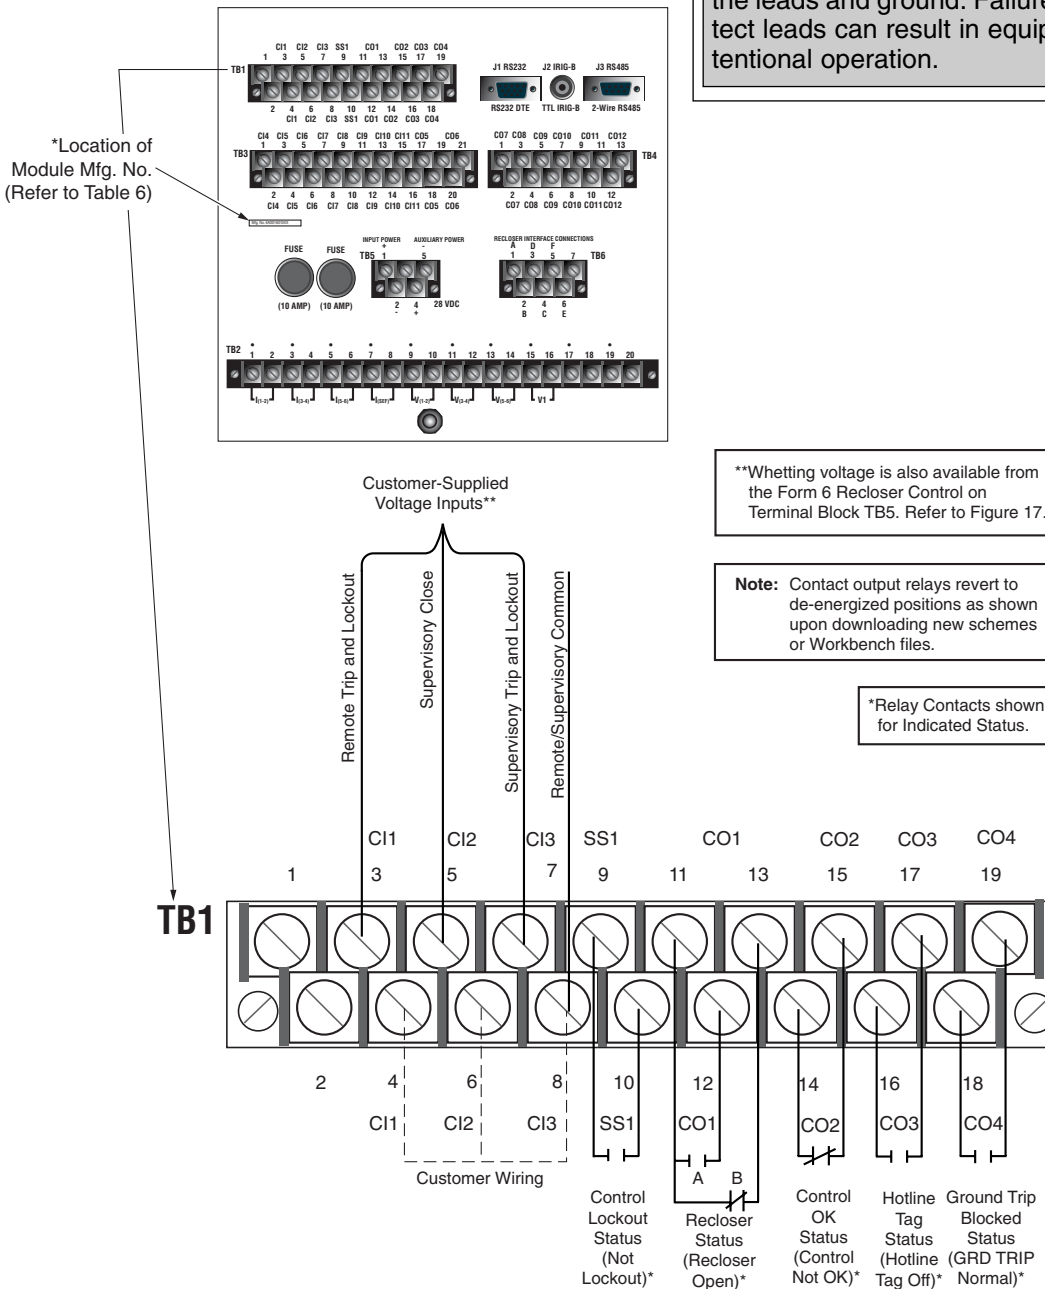 the leads and ground. Failure
tect leads can result in equip
tentional operation.
CI1 CI2 CI3 SS1 CO1 CO2 CO3 CO4
1 3 5 7 9 11 13 15 17 19
TB1
2 4 6 8 10 12 14 16 18
CI1 CI2 CI3 SS1 CO1 CO2 CO3 CO4
J1 RS232 J2 IRIG-B J3 RS485
RS232 DTE TTL IRIG-B 2-Wire RS485
*Location of
Module Mfg. No.
(Refer to Table 6)
CI4 CI5 CI6 CI7 CI8 CI9 CI10 CI11 CO5 CO6
1 3 5 7 9 11 13 15 17 19 21
TB3
2 4 6 8 10 12 14 16 18 20
CI4 CI5 CI6 CI7 CI8 CI9 CI10 CI11 CO5 CO6
CO7 CO8 CO9 CO10 CO11 CO12
1 3 5 7 9 11 13
TB4
2 4 6 8 10 12
CO7 CO8 CO9 CO10 CO11 CO12
FUSE FUSE
(10 AMP) (10 AMP)
INPUT POWER AUXILIARY POWER
+ -
TB5 1 5
2 4 28 VDC
- +
RECLOSER INTERFACE CONNECTIONS
A D F
1 3 5 7 TB6
2 4 6
B C E
TB2 1 2 3 4 5 6 7 8 9 10 11 12 13 14 15 16 17 18 19 20
I(1-2) I(3-4) I(5-6) I(SEF) V(1-2) V(3-4) V(5-6) V1
Customer-Supplied
Voltage Inputs**
**Whetting voltage is also available from
the Form 6 Recloser Control on
Terminal Block TB5. Refer to Figure 17.
Note: Contact output relays revert to
de-energized positions as shown
upon downloading new schemes
or Workbench files.
*Relay Contacts shown
for Indicated Status.
Remote Trip and Lockout
Supervisory Close
Supervisory Trip and Lockout
Remote/Supervisory Common
CI1 CI2 CI3 SS1 CO1 CO2 CO3 CO4
1 3 5 7 9 11 13 15 17 19
TB1
2 4 6 8 10 12 14 16 18
CI1 CI2 CI3 SS1 CO1 CO2 CO3 CO4
Customer Wiring
A B
Control
Lockout
Status
(Not
Lockout)*
Recloser
Status
(Recloser
Open)*
Control
OK
Status
(Control
Not OK)*
Hotline
Tag
Status
(Hotline
Tag Off)*
Ground Trip
Blocked
Status
(GRD TRIP
Normal)*